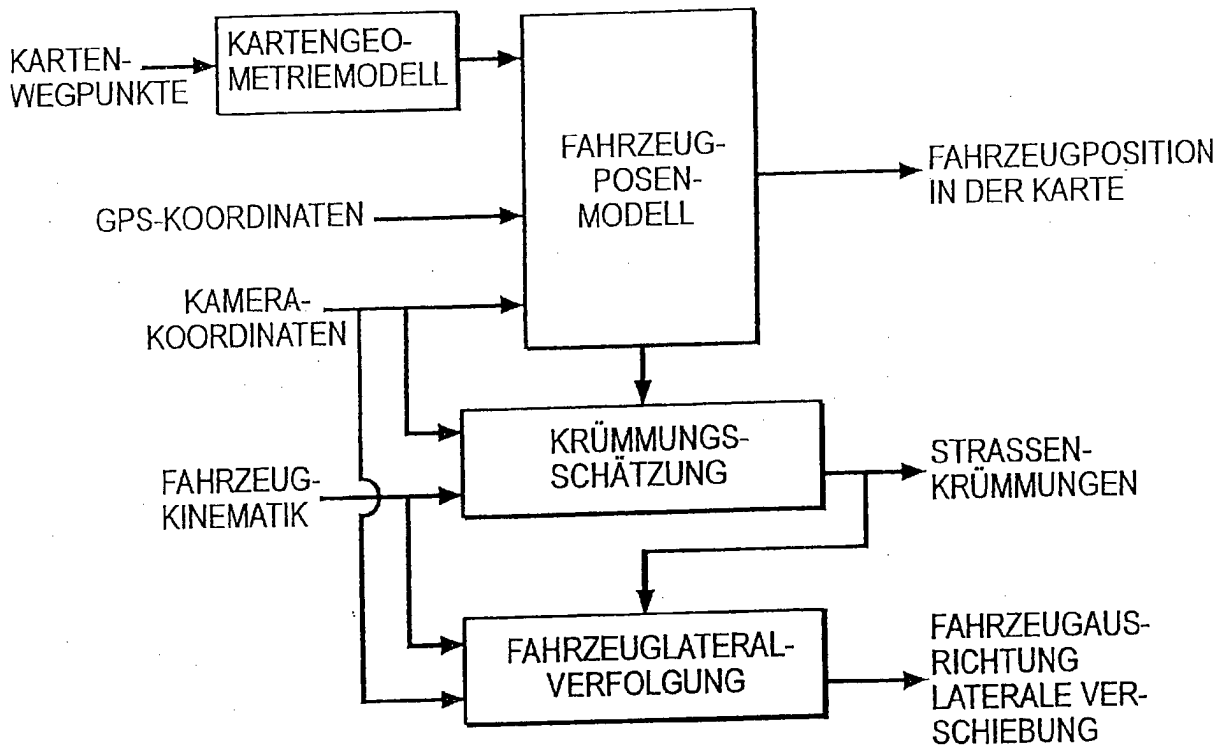 KARTEN-
WEGPUNKTE
KARTENGEO-
METRIEMODELL
FAHRZEUG-
POSEN-
MODELL
FAHRZEUGPOSITION
IN DER KARTE
GPS-KOORDINATEN
KAMERA-
KOORDINATEN
KRÜMMUNGS-
SCHÄTZUNG
STRASSEN-
KRÜMMUNGEN
FAHRZEUG-
KINEMATIK
FAHRZEUGLATERAL-
VERFOLGUNG
FAHRZEUGAUS-
RICHTUNG
LATERALE VER-
SCHIEBUNG